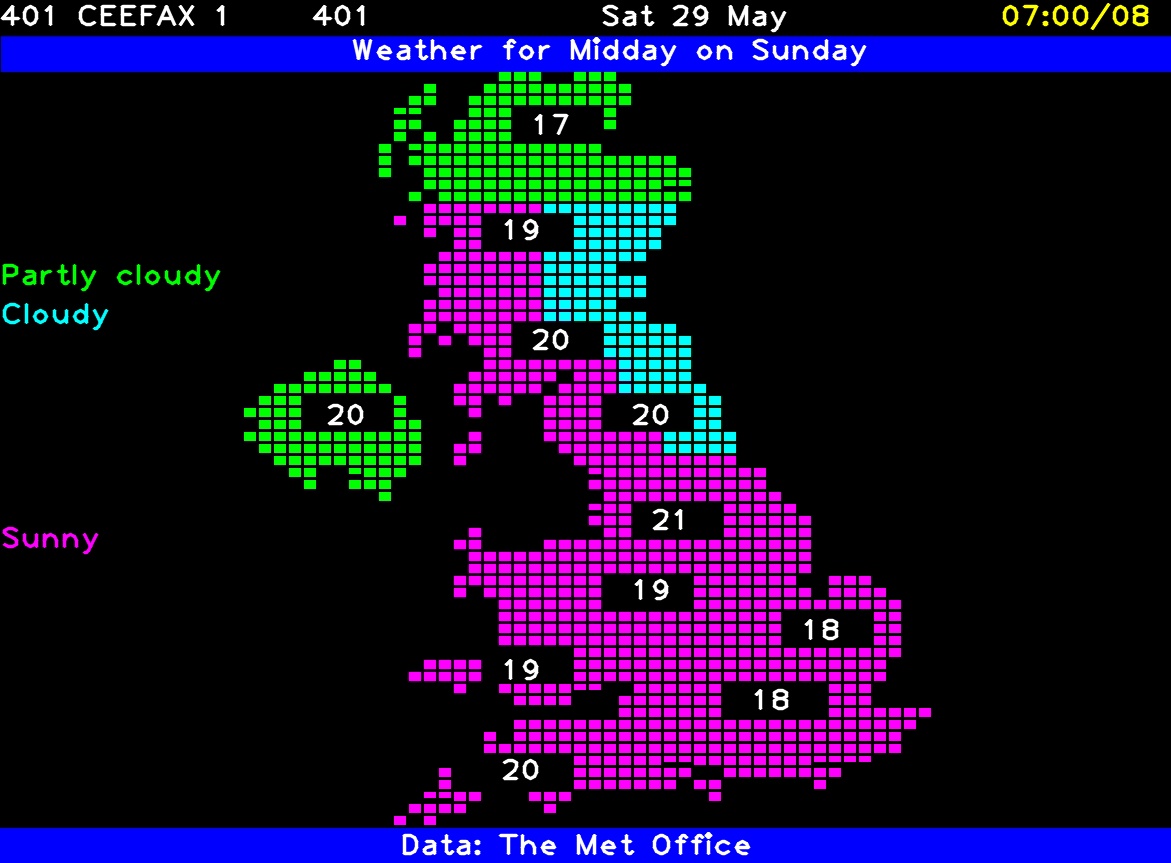 401 CEEFAX 1 401 Sat 29 May 07:00/08
Weather for Midday on Sunday
17
19
Partly cloudy
Cloudy
20
20 20
21
Sunny
19
18
19
18
20
Data: The Met Office